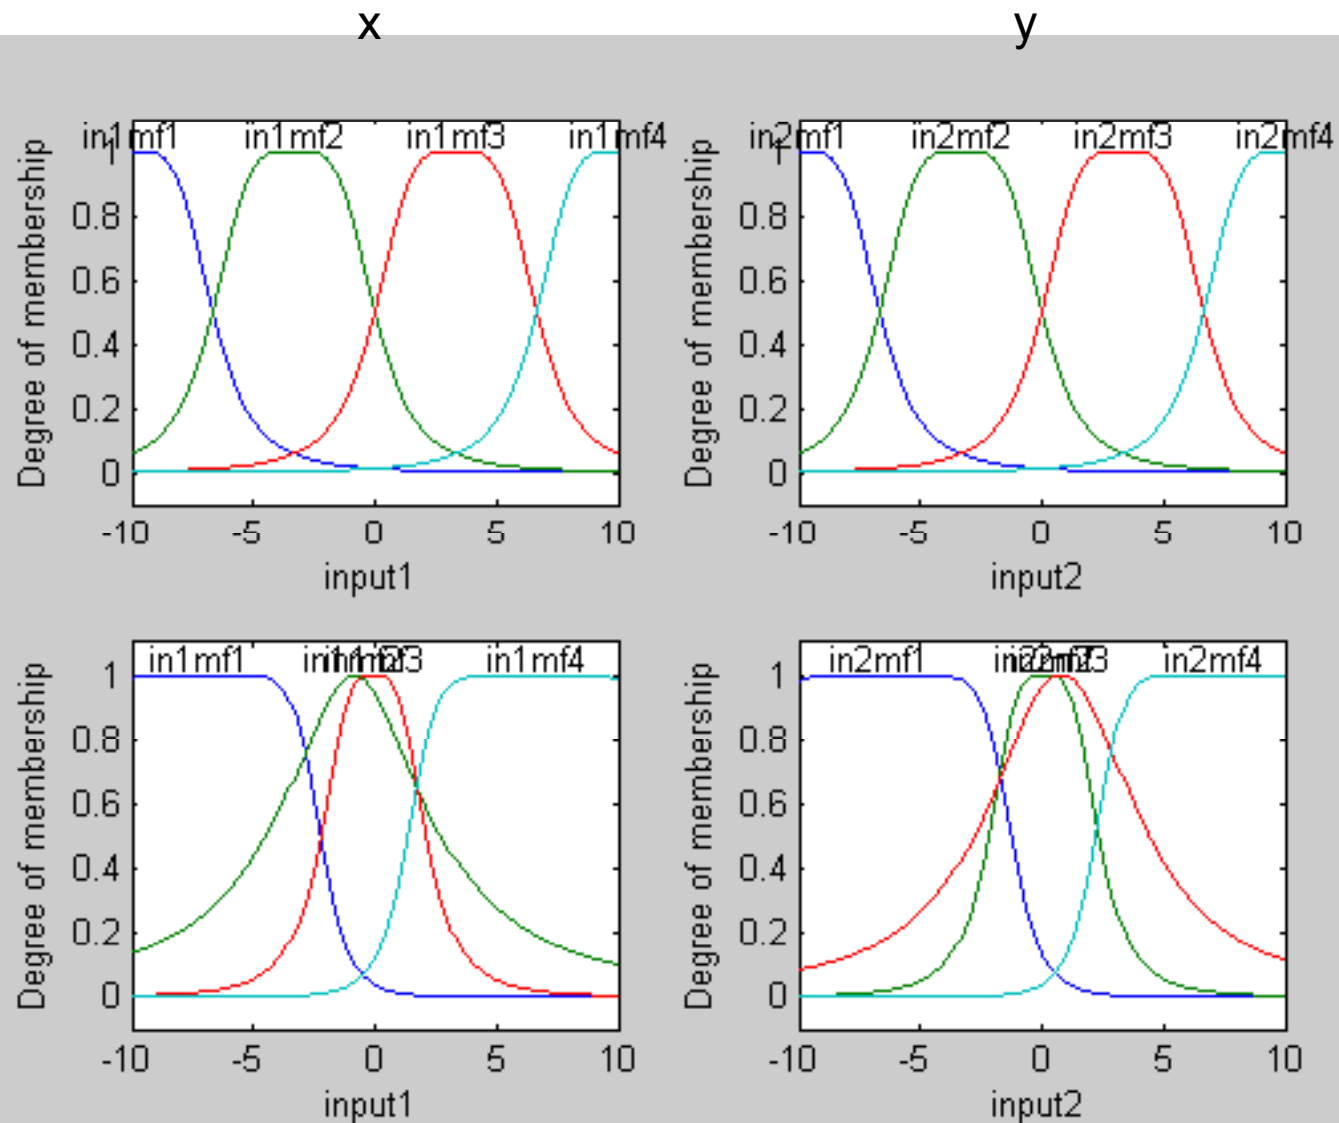 x y
in1mf1 in1mf2 in1mf3 in1mf4
Degree of membership
1
0.8
0.6
0.4
0.2
0
-10 -5 0 5 10
input1
in2mf1 in2mf2 in2mf3 in2mf4
Degree of membership
1
0.8
0.6
0.4
0.2
0
-10 -5 0 5 10
input2
in1mf1 in1mf4
Degree of membership
1
0.8
0.6
0.4
0.2
0
-10 -5 0 5 10
input1
in2mf1 in2mf4
Degree of membership
1
0.8
0.6
0.4
0.2
0
-10 -5 0 5 10
input2